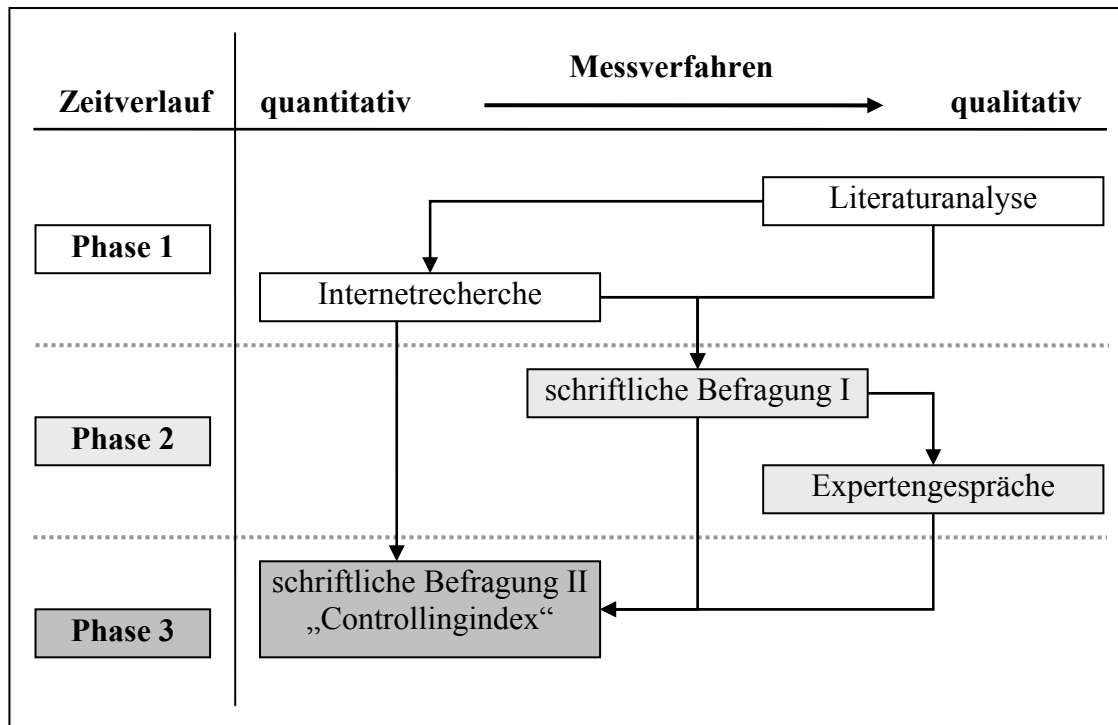 Messverfahren
Zeitverlauf
quantitativ
qualitativ
Literaturanalyse
Phase 1
Internetrecherche
schriftliche Befragung I
Phase 2
Expertengespräche
schriftliche Befragung II
„Controllingindex“
Phase 3